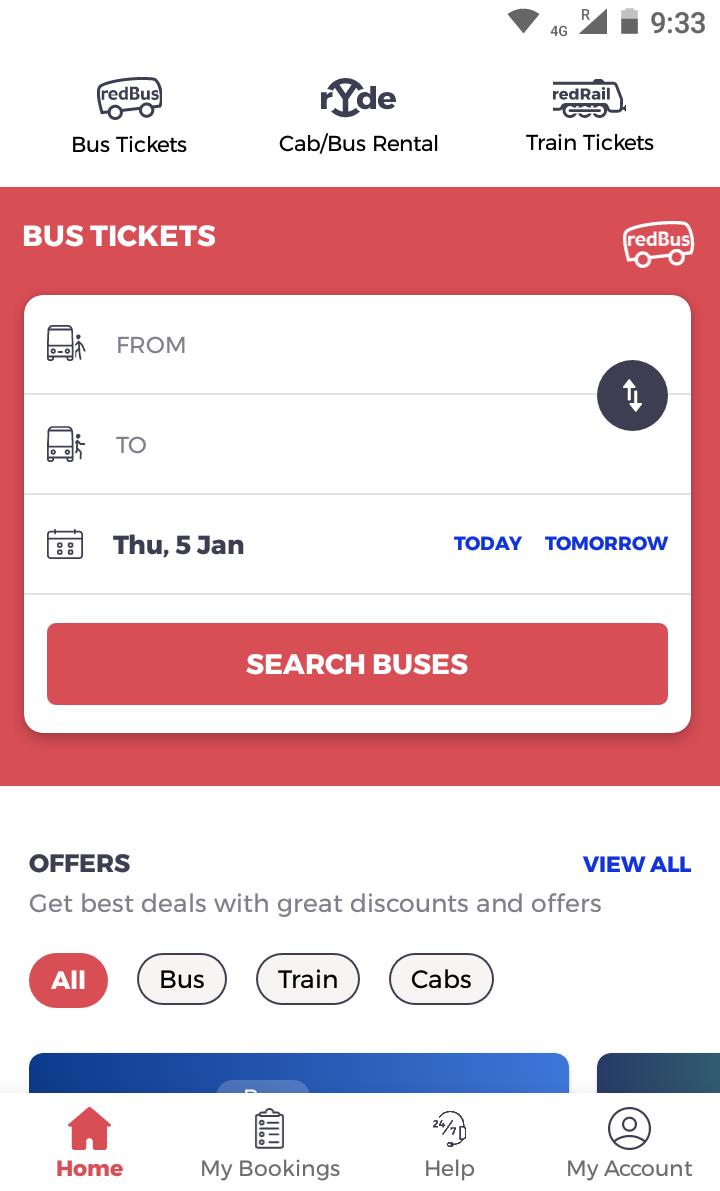 4G R 9:33
redBus rYde redRail
Bus Tickets Cab/Bus Rental Train Tickets
BUS TICKETS redBus
FROM
TO
Thu, 5 Jan TODAY TOMORROW
SEARCH BUSES
OFFERS VIEW ALL
Get best deals with great discounts and offers
All Bus Train Cabs
24/7
Home My Bookings Help My Account